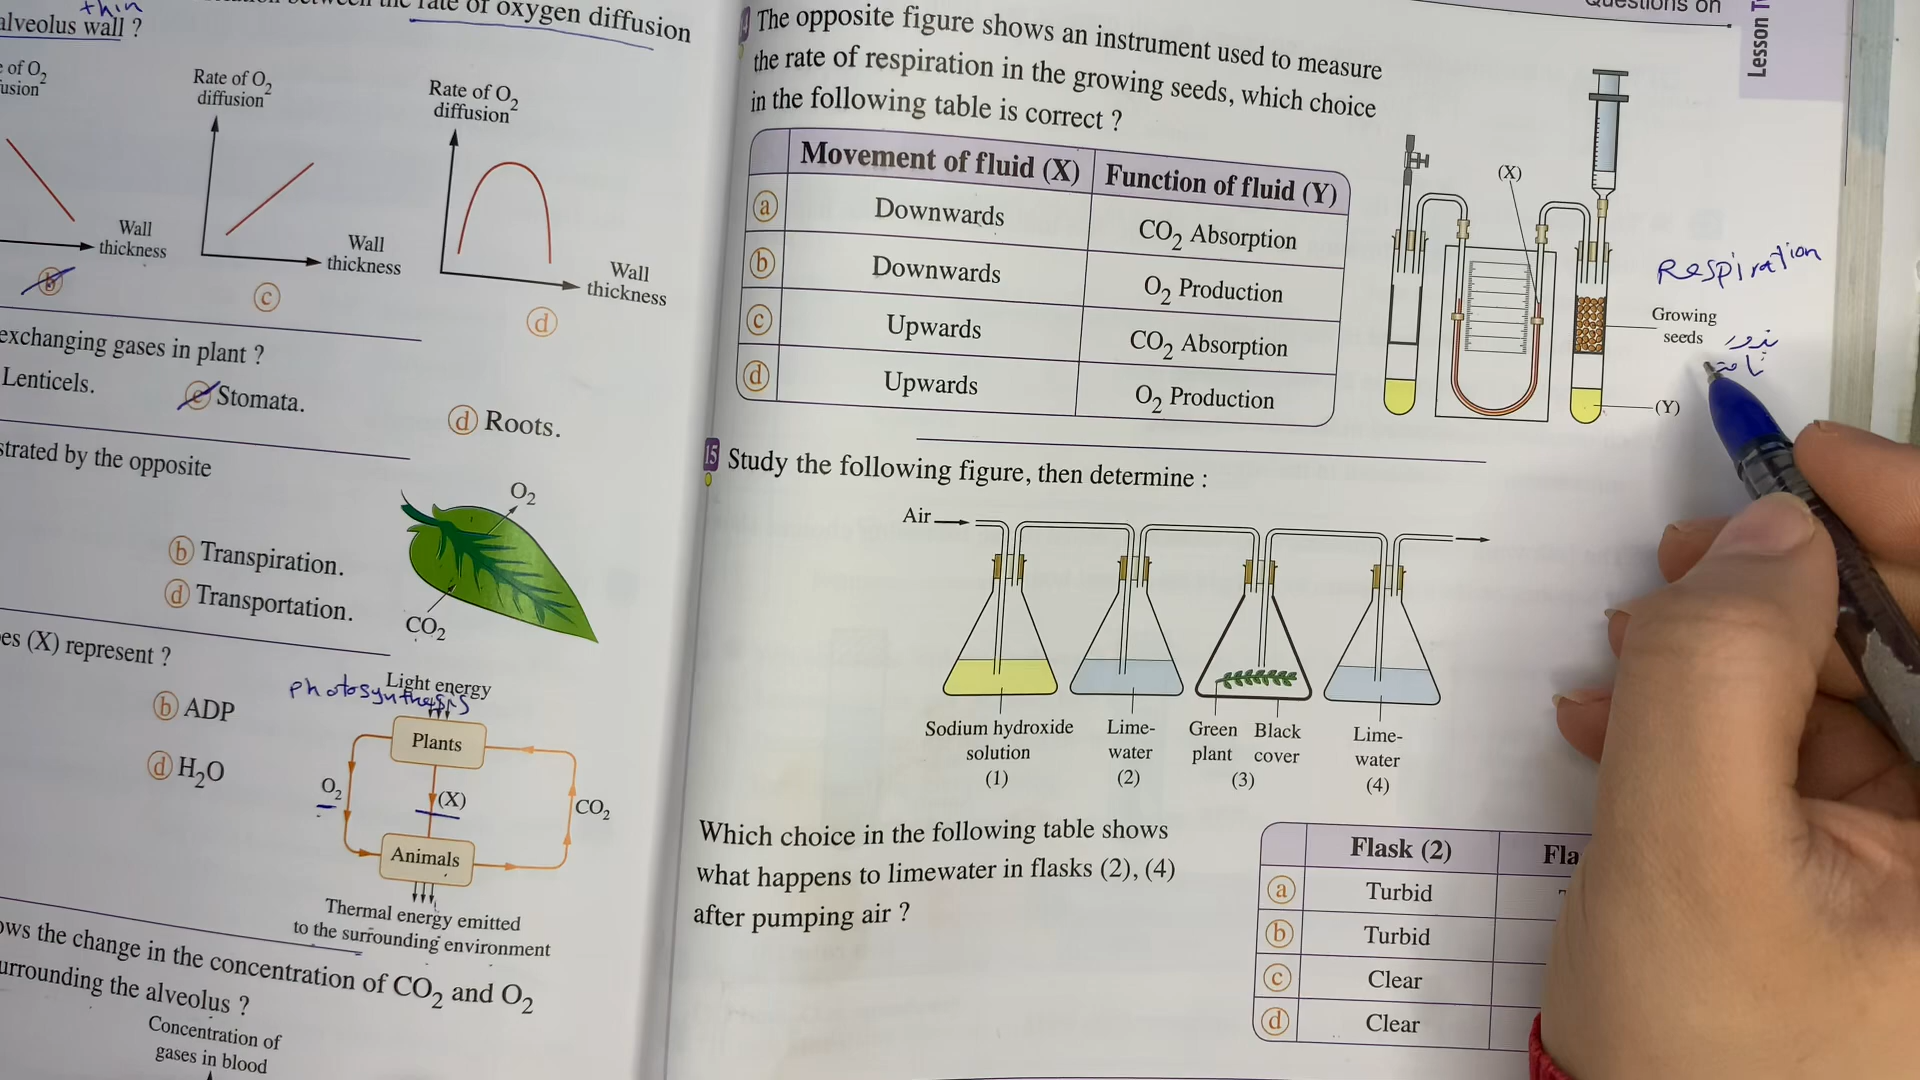 thin
the rate of oxygen diffusion
alveolus wall ?
of O2
Rate of O2
diffusion
Rate of O2
diffusion
Wall
thickness
Wall
thickness
Wall
thickness
b
c
d
exchanging gases in plant ?
Lenticels.
c Stomata.
d Roots.
by the opposite
O2
b Transpiration.
d Transportation.
CO2
(X) represent ?
b ADP
d H2O
Light energy
Photosynthesis
Plants
O2
(X)
CO2
Animals
Thermal energy emitted
to the surrounding environment
the change in the concentration of CO2 and O2
the alveolus ?
Concentration of
gases in blood
Questions on
Lesson
The opposite figure shows an instrument used to measure
the rate of respiration in the growing seeds, which choice
in the following table is correct ?
Movement of fluid (X) Function of fluid (Y)
a Downwards CO2 Absorption
b Downwards O2 Production
c Upwards CO2 Absorption
d Upwards O2 Production
(X)
Respiration
Growing
seeds
بذور
(Y)
15 Study the following figure, then determine :
Air
Sodium hydroxide
solution
(1)
Lime-
water
(2)
Green
plant
Black
cover
(3)
Lime-
water
(4)
Which choice in the following table shows
what happens to limewater in flasks (2), (4)
after pumping air ?
Flask (2)
a Turbid
b Turbid
c Clear
d Clear